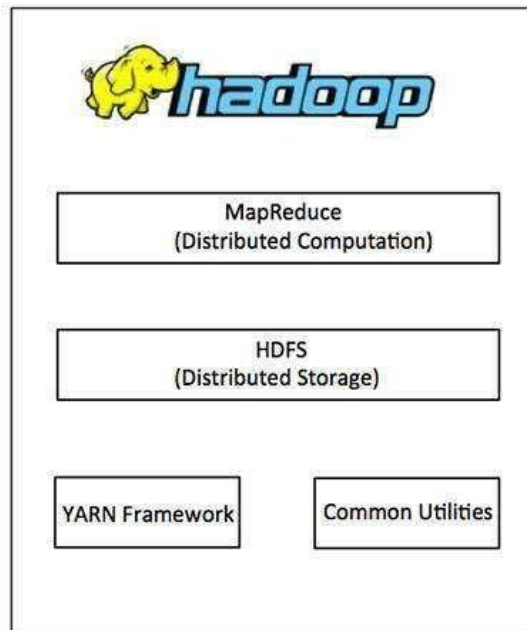 hadoop
MapReduce
(Distributed Computation)
HDFS
(Distributed Storage)
YARN Framework
Common Utilities